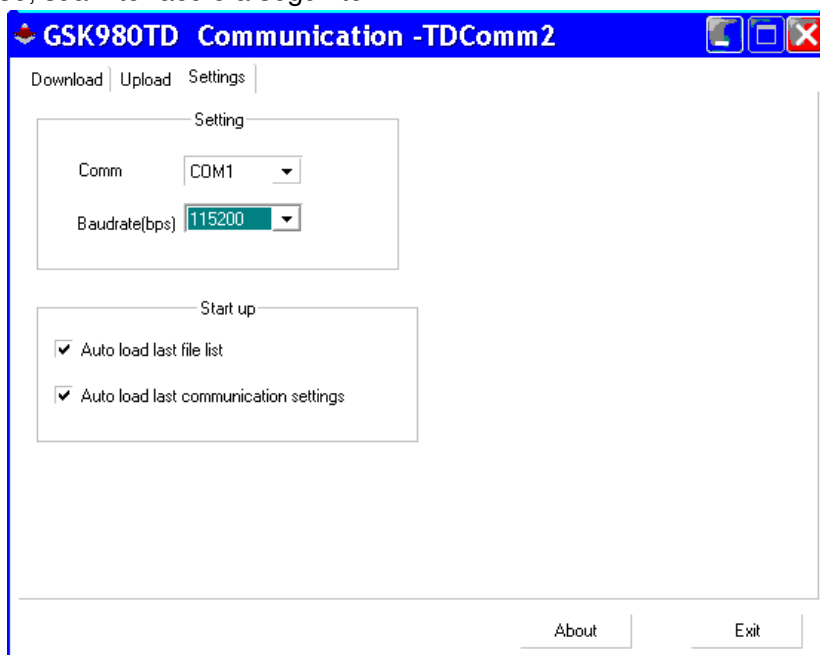 GSK980TD Communication -TDComm2
Download Upload Settings
Setting
Comm COM1
Baudrate(bps) 115200
Start up
Auto load last file list
Auto load last communication settings
About Exit